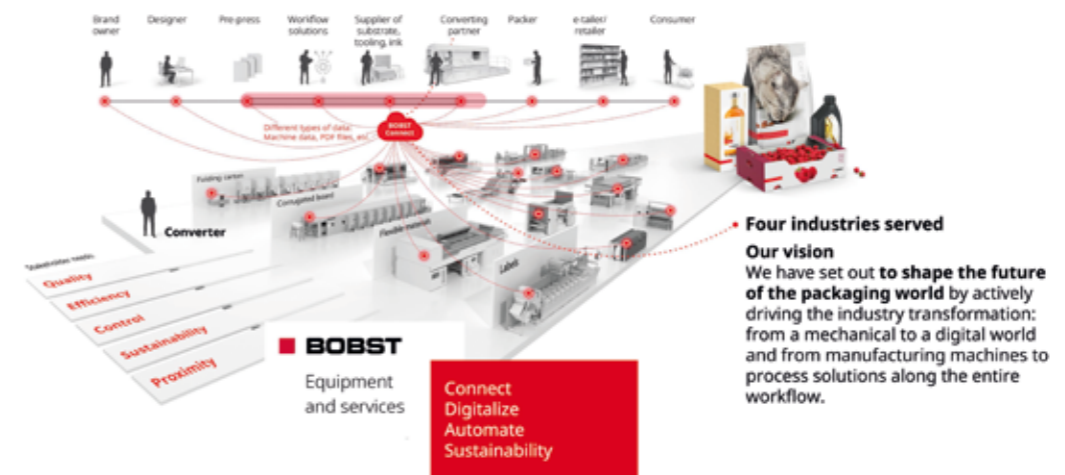 Brand
owner
Designer
Pre-press
Workflow
solutions
Supplier of
substrate,
tooling, ink
Converting
partner
Packer
e-tailer/
retailer
Consumer
Different types of data:
Machine data, PDF files, etc.
BOBST
Connect
Folding carton
Corrugated board
Flexible materials
Labels
Converter
Stakeholder needs
Quality
Efficiency
Control
Sustainability
Proximity
BOBST
Equipment
and services
Connect
Digitalize
Automate
Sustainability
Four industries served
Our vision
We have set out to shape the future
of the packaging world by actively
driving the industry transformation:
from a mechanical to a digital world
and from manufacturing machines to
process solutions along the entire
workflow.